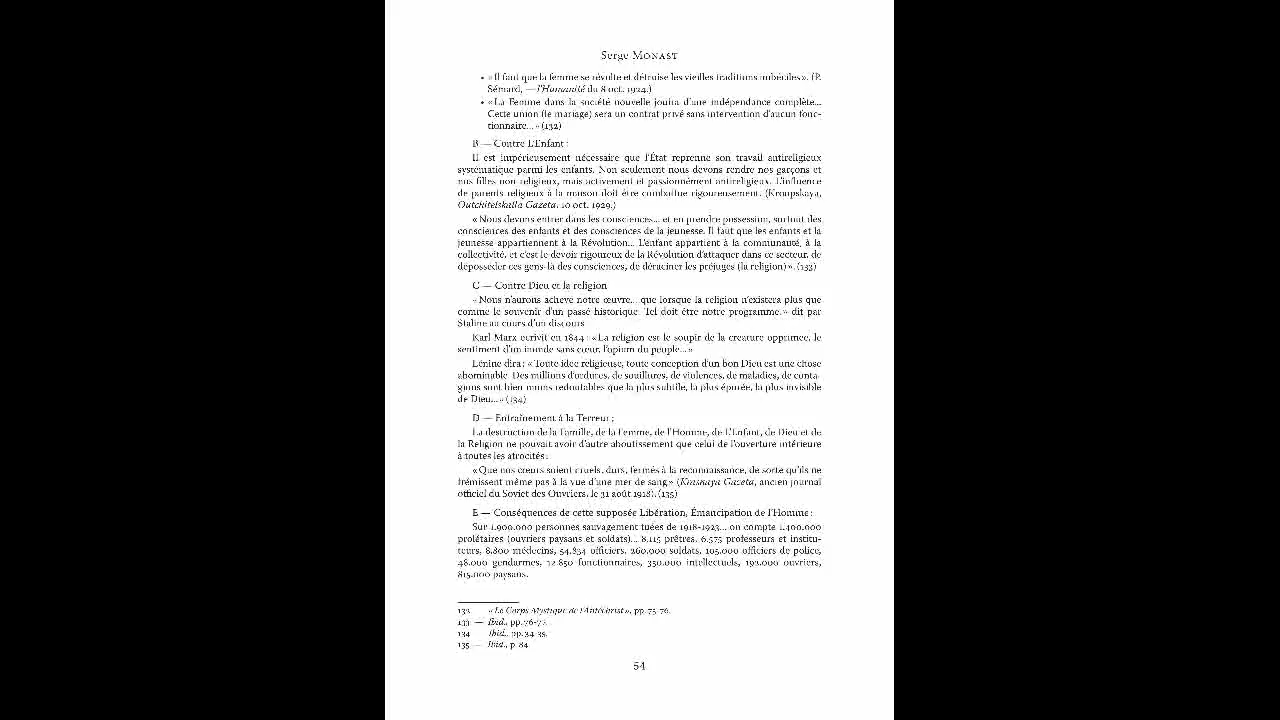 Serge Monast
• « Il faut que la femme se révolte et détruise les vieilles traditions imbéciles ». (P.
Sémard, — l'Humanité du 8 oct. 1924.)
• « La Femme dans la société nouvelle jouira d'une indépendance complète...
Cette union (le mariage) sera un contrat privé sans intervention d'aucun fonc-
tionnaire... » (132)
B — Contre L'Enfant :
Il est impérieusement nécessaire que l'État reprenne son travail antireligieux
systématique parmi les enfants. Non seulement nous devons rendre nos garçons et
nos filles non religieux, mais activement et passionnément antireligieux. L'influence
de parents religieux à la maison doit être combattue rigoureusement. (Kroupskaya,
Outchitelskaïia Gazeta, 10 oct. 1929.)
« Nous devons entrer dans les consciences... et en prendre possession, surtout des
consciences des enfants et des consciences de la jeunesse. Il faut que les enfants et la
jeunesse appartiennent à la Révolution... L'enfant appartient à la communauté, à la
collectivité, et c'est le devoir rigoureux de la Révolution d'attaquer dans ce secteur, de
déposséder ces gens-là des consciences, de déraciner les préjugés (la religion) ». (133)
C — Contre Dieu et la religion
« Nous n'aurons achevé notre œuvre... que lorsque la religion n'existera plus que
comme le souvenir d'un passé historique. Tel doit être notre programme. » dit par
Staline au cours d'un discours
Karl Marx écrivit en 1844 : « La religion est le soupir de la créature opprimée, le
sentiment d'un monde sans cœur, l'opium du peuple... »
Lénine dira : « Toute idée religieuse, toute conception d'un bon Dieu est une chose
abominable. Des millions d'ordures, de souillures, de violences, de maladies, de conta-
gions sont bien moins redoutables que la plus subtile, la plus épurée, la plus invisible
de Dieu... » (134)
D — Entraînement à la Terreur :
La destruction de la Famille, de la Femme, de l'Homme, de L'Enfant, de Dieu et de
la Religion ne pouvait avoir d'autre aboutissement que celui de l'ouverture intérieure
à toutes les atrocités :
« Que nos cœurs soient cruels, durs, fermés à la reconnaissance, de sorte qu'ils ne
frémissent même pas à la vue d'une mer de sang » (Krasnaya Gazeta, ancien journal
officiel du Soviet des Ouvriers, le 31 août 1918). (135)
E — Conséquences de cette supposée Libération, Émancipation de l'Homme :
Sur 1.900.000 personnes sauvagement tuées de 1918-1923... on compte 1.400.000
prolétaires (ouvriers paysans et soldats)... 8.115 prêtres, 6.575 professeurs et institu-
teurs, 8.800 médecins, 54.834 officiers, 260.000 soldats, 105.000 officiers de police,
48.000 gendarmes, 12.850 fonctionnaires, 350.000 intellectuels, 192.000 ouvriers,
815.000 paysans.
132 « Le Corps Mystique de l'Antéchrist », pp. 75-76.
133 — Ibid., pp. 76-77.
134 Ibid., pp. 34-35.
135 — Ibid., p. 84
54